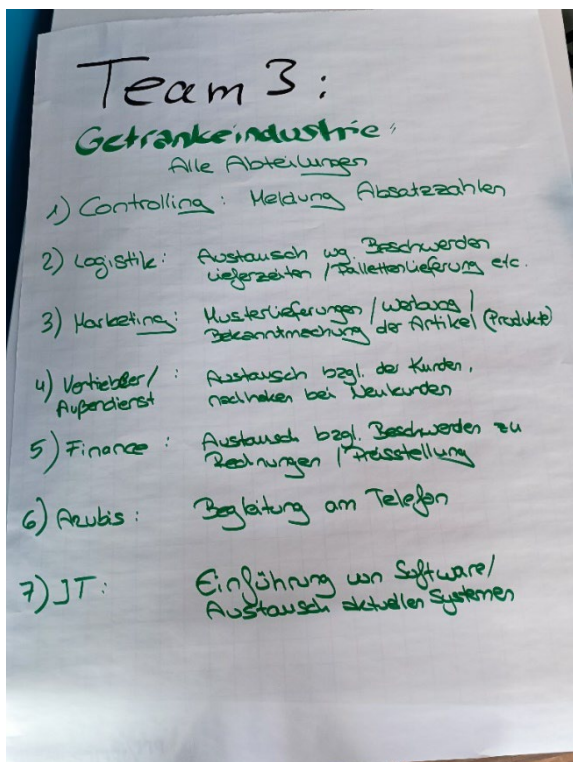 Team 3:
Getränkeindustrie:
Alle Abteilungen
1) Controlling: Meldung Absatzzahlen
2) Logistik: Austausch wg. Beschwerden
Lieferzeiten / Pallettenlieferung etc.
3) Marketing: Musterlieferungen / Werbung /
Bekanntmachung der Artikel (Produkte)
4) Vertriebler / : Austausch bzgl. der Kunden,
Außendienst nachhaken bei Neukunden
5) Finance: Austausch bzgl. Beschwerden zu
Rechnungen / Preisstellung
6) Azubis: Begleitung am Telefon
7) IT: Einführung von Software /
Austausch aktuellen Systemen